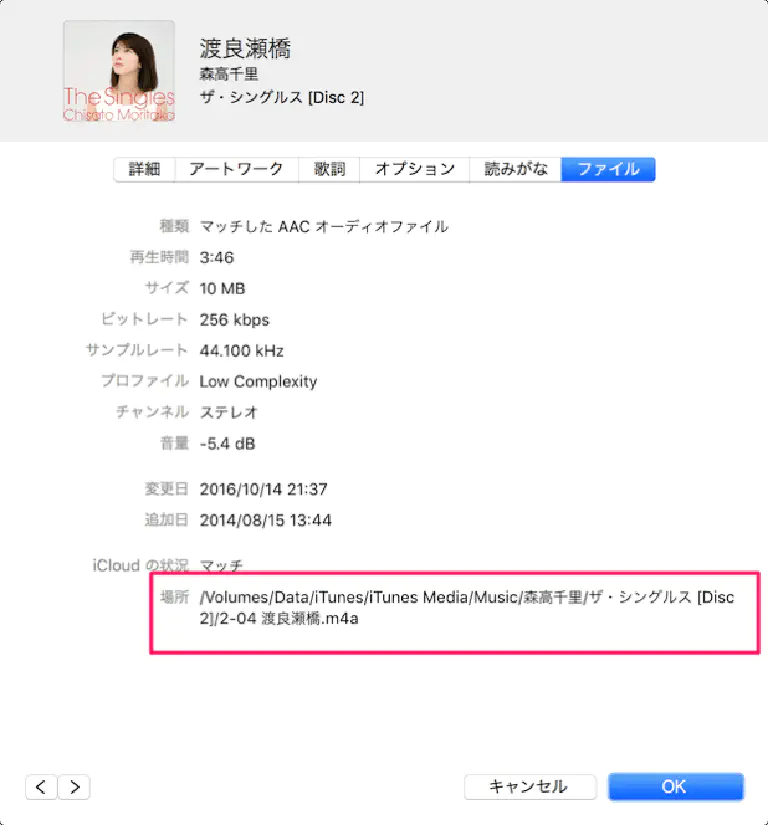 渡良瀬橋
森高千里
ザ・シングルス [Disc 2]
The Singles
Chisato Moritaka
詳細 アートワーク 歌詞 オプション 読みがな ファイル
種類 マッチした AAC オーディオファイル
再生時間 3:46
サイズ 10 MB
ビットレート 256 kbps
サンプルレート 44.100 kHz
プロファイル Low Complexity
チャンネル ステレオ
音量 -5.4 dB
変更日 2016/10/14 21:37
追加日 2014/08/15 13:44
iCloud の状況 マッチ
場所 /Volumes/Data/iTunes/iTunes Media/Music/森高千里/ザ・シングルス [Disc
2]/2-04 渡良瀬橋.m4a
< > キャンセル OK